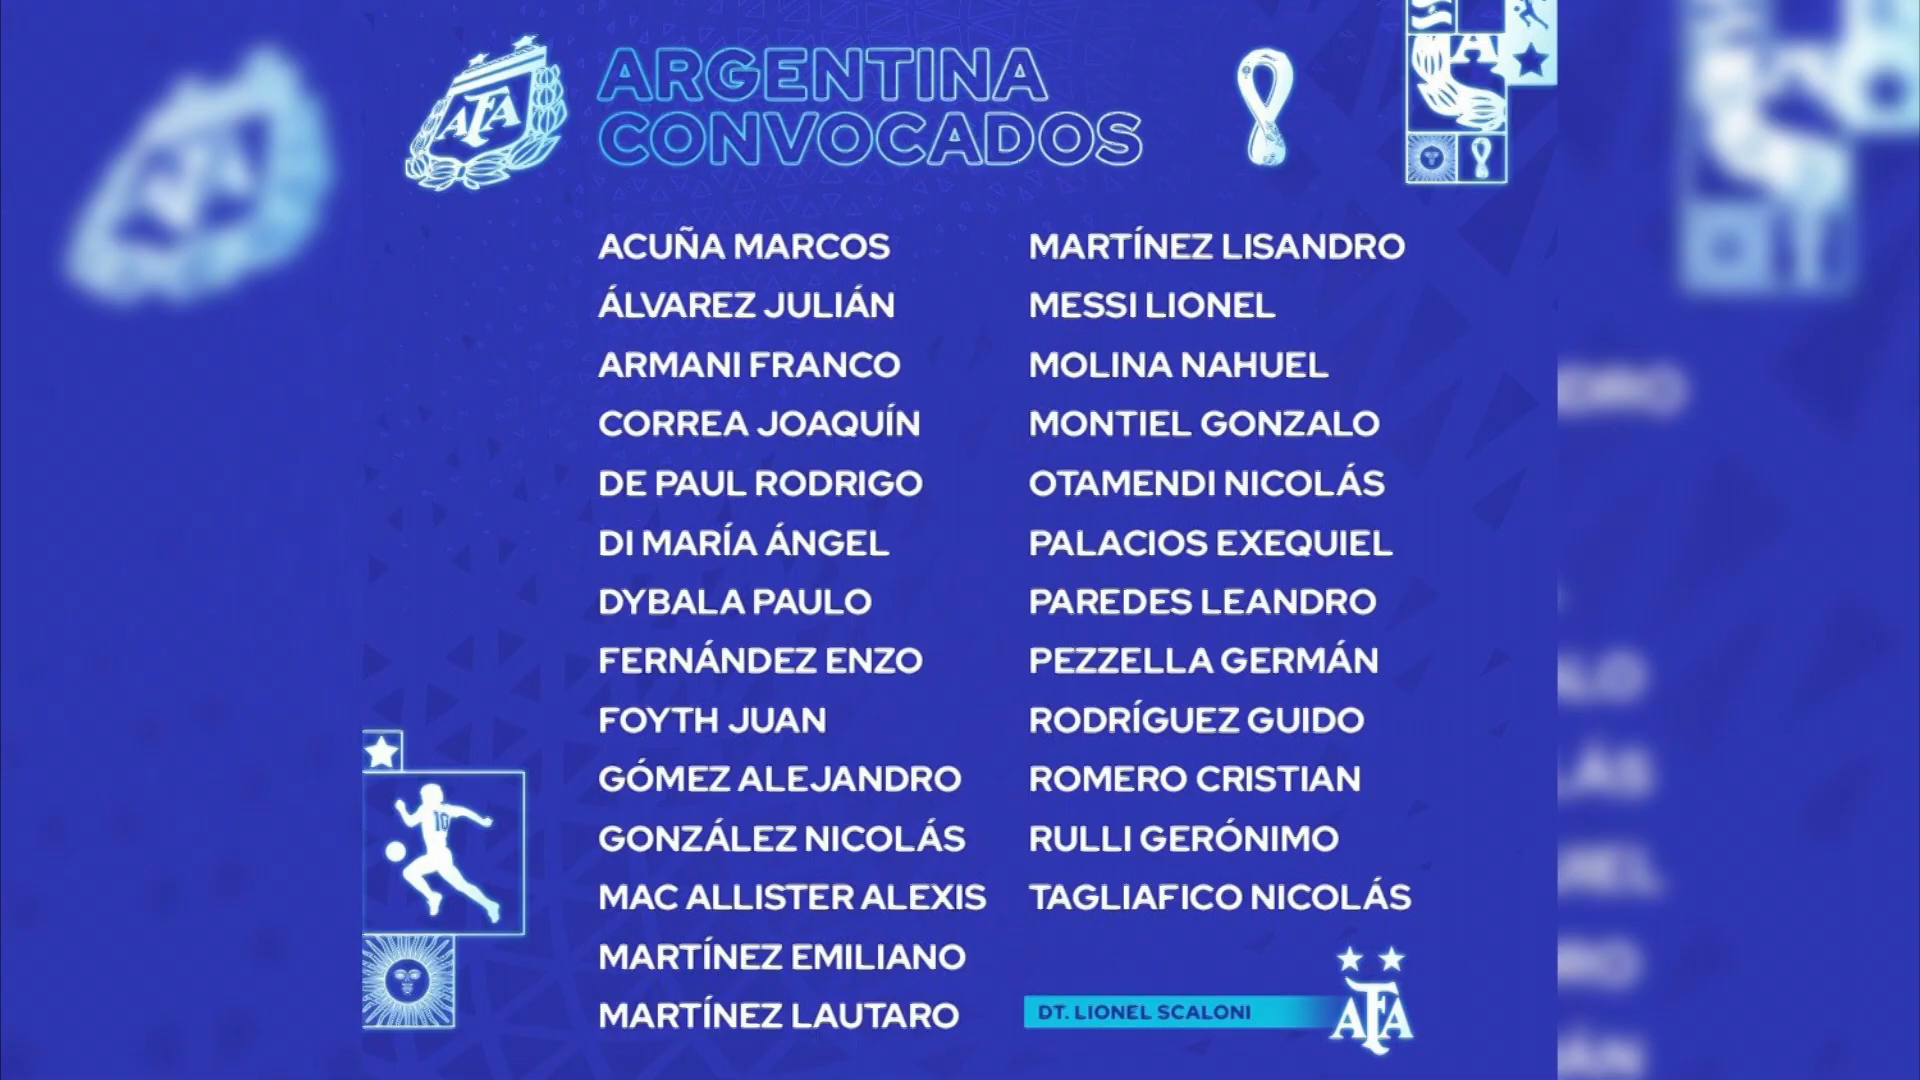 AFA
ARGENTINA
CONVOCADOS
ACUÑA MARCOS
ÁLVAREZ JULIÁN
ARMANI FRANCO
CORREA JOAQUÍN
DE PAUL RODRIGO
DI MARÍA ÁNGEL
DYBALA PAULO
FERNÁNDEZ ENZO
FOYTH JUAN
GÓMEZ ALEJANDRO
GONZÁLEZ NICOLÁS
MAC ALLISTER ALEXIS
MARTÍNEZ EMILIANO
MARTÍNEZ LAUTARO
MARTÍNEZ LISANDRO
MESSI LIONEL
MOLINA NAHUEL
MONTIEL GONZALO
OTAMENDI NICOLÁS
PALACIOS EXEQUIEL
PAREDES LEANDRO
PEZZELLA GERMÁN
RODRÍGUEZ GUIDO
ROMERO CRISTIAN
RULLI GERÓNIMO
TAGLIAFICO NICOLÁS
DT. LIONEL SCALONI
AFA
10